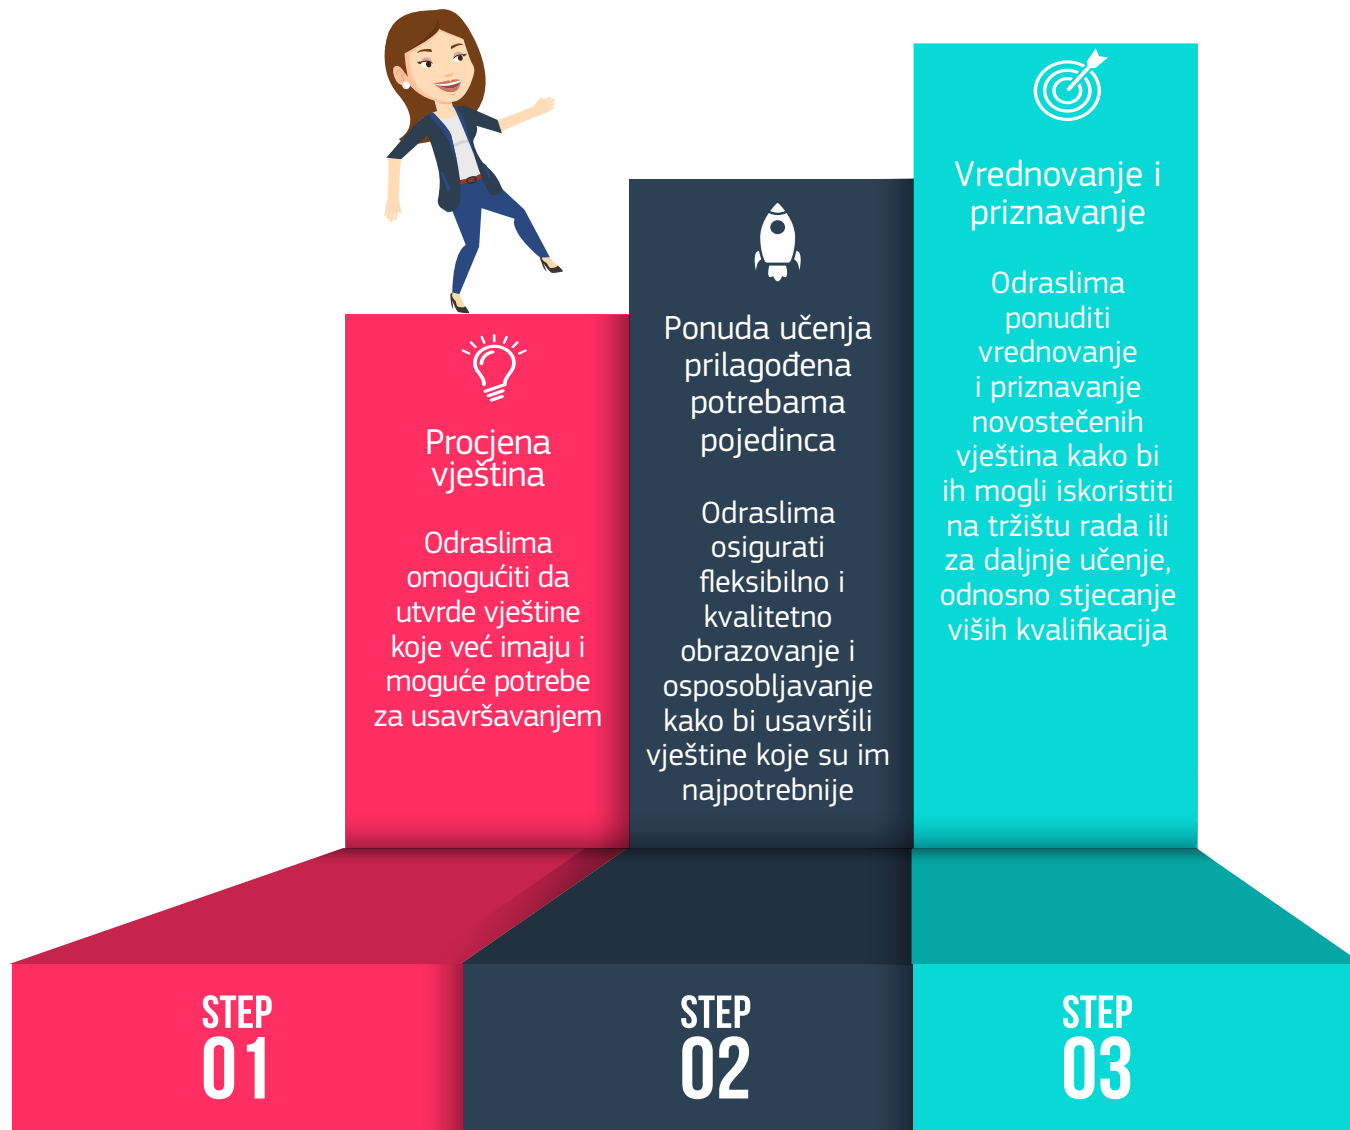 Procjena
vještina
Odraslima
omogućiti da
utvrde vještine
koje već imaju i
moguće potrebe
za usavršavanjem
STEP
01
Ponuda učenja
prilagođena
potrebama
pojedinca
Odraslima
osigurati
fleksibilno i
kvalitetno
obrazovanje i
osposobljavanje
kako bi usavršili
vještine koje su im
najpotrebnije
STEP
02
Vrednovanje i
priznavanje
Odraslima
ponuditi
vrednovanje
i priznavanje
novostečenih
vještina kako bi
ih mogli iskoristiti
na tržištu rada ili
za daljnje učenje,
odnosno stjecanje
viših kvalifikacija
STEP
03